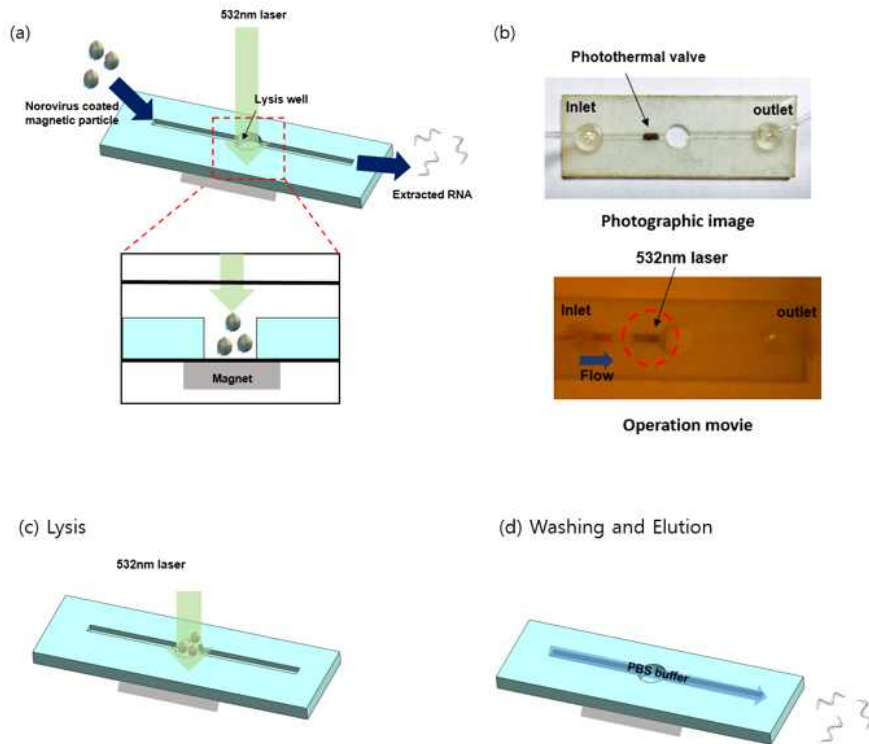 (a)
532nm laser
Norovirus coated
magnetic particle
Lysis well
Extracted RNA
Magnet
(b)
Photothermal valve
Inlet
outlet
Photographic image
532nm laser
Inlet
outlet
Flow
Operation movie
(c) Lysis
532nm laser
(d) Washing and Elution
PBS buffer